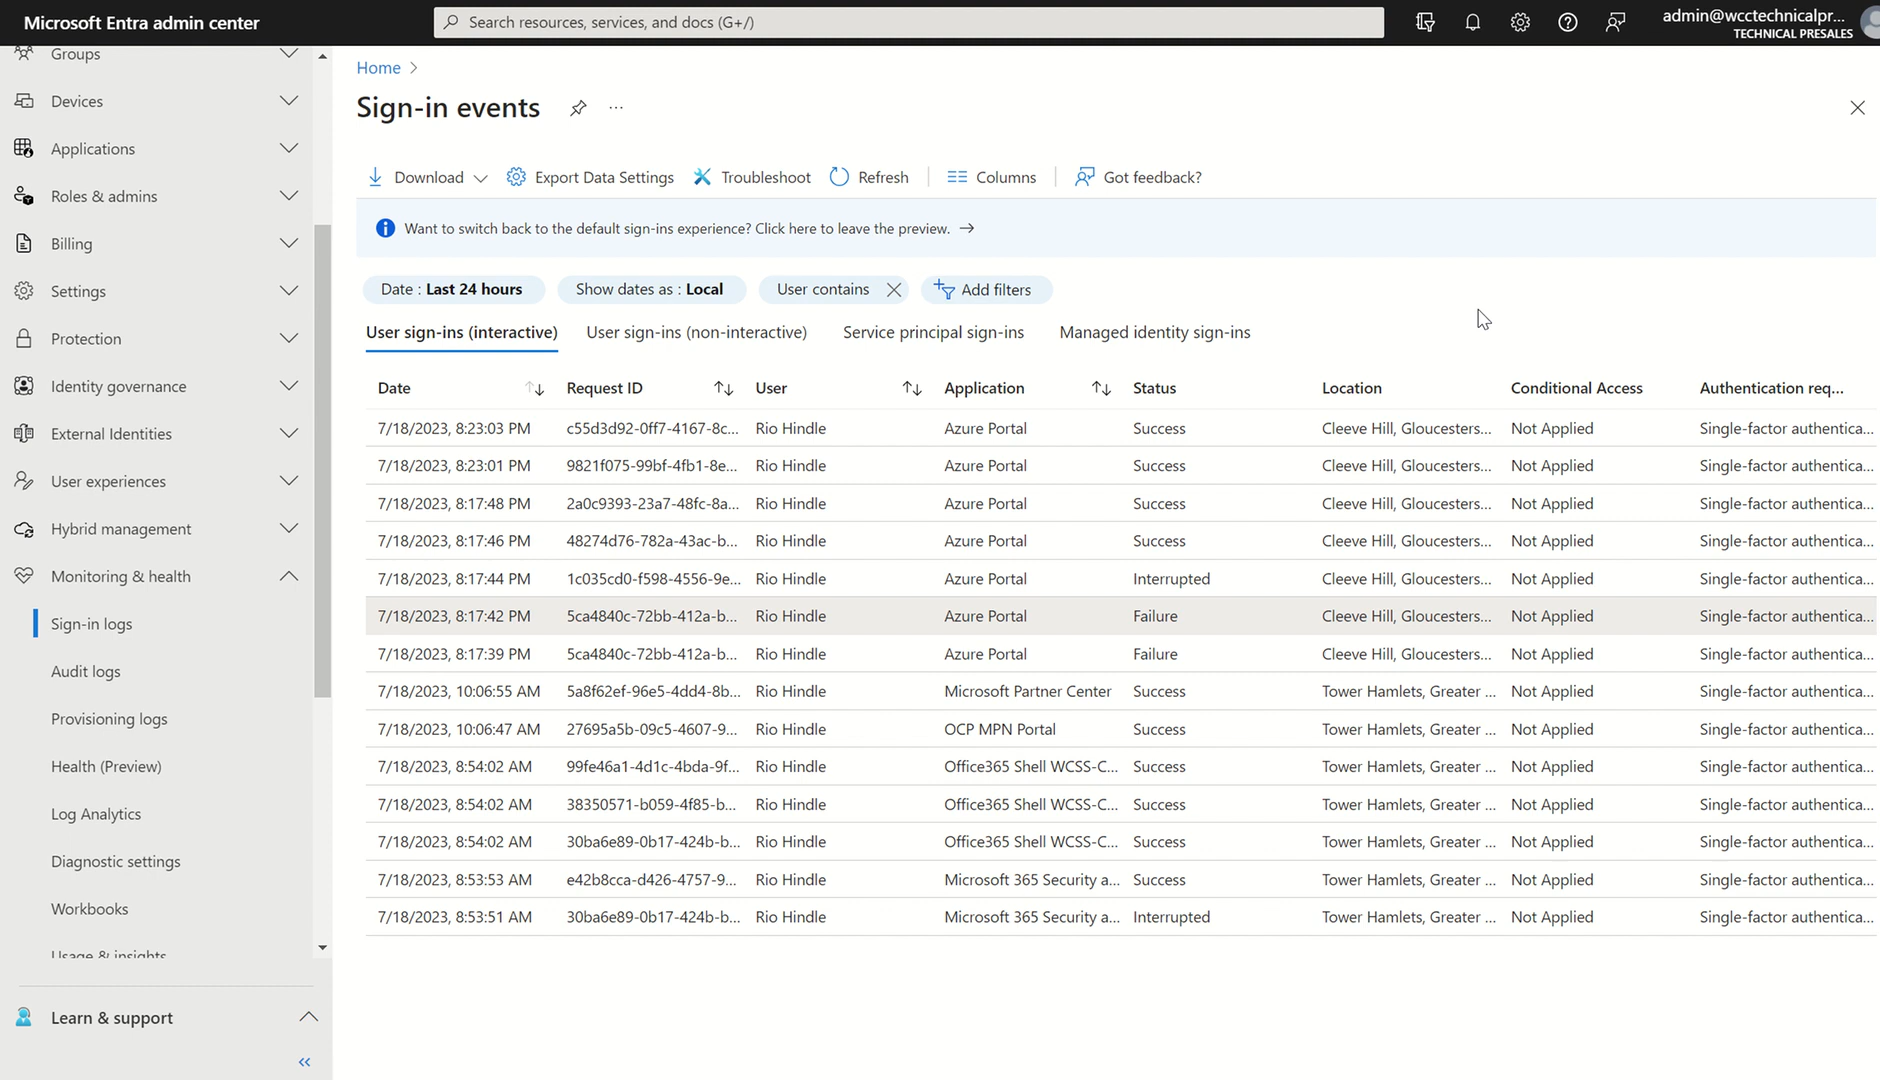 Microsoft Entra admin center
Search resources, services, and docs (G+/)
admin@wcctechnicalpr...
TECHNICAL PRESALES
Groups
Devices
Applications
Roles & admins
Billing
Settings
Protection
Identity governance
External Identities
User experiences
Hybrid management
Monitoring & health
Sign-in logs
Audit logs
Provisioning logs
Health (Preview)
Log Analytics
Diagnostic settings
Workbooks
Usage & insights
Learn & support
Home
Sign-in events
Download Export Data Settings Troubleshoot Refresh Columns Got feedback?
Want to switch back to the default sign-ins experience? Click here to leave the preview. →
Date : Last 24 hours Show dates as : Local User contains Add filters
User sign-ins (interactive) User sign-ins (non-interactive) Service principal sign-ins Managed identity sign-ins
Date Request ID User Application Status Location Conditional Access Authentication req...
7/18/2023, 8:23:03 PM c55d3d92-0ff7-4167-8c... Rio Hindle Azure Portal Success Cleeve Hill, Gloucesters... Not Applied Single-factor authentica...
7/18/2023, 8:23:01 PM 9821f075-99bf-4fb1-8e... Rio Hindle Azure Portal Success Cleeve Hill, Gloucesters... Not Applied Single-factor authentica...
7/18/2023, 8:17:48 PM 2a0c9393-23a7-48fc-8a... Rio Hindle Azure Portal Success Cleeve Hill, Gloucesters... Not Applied Single-factor authentica...
7/18/2023, 8:17:46 PM 48274d76-782a-43ac-b... Rio Hindle Azure Portal Success Cleeve Hill, Gloucesters... Not Applied Single-factor authentica...
7/18/2023, 8:17:44 PM 1c035cd0-f598-4556-9e... Rio Hindle Azure Portal Interrupted Cleeve Hill, Gloucesters... Not Applied Single-factor authentica...
7/18/2023, 8:17:42 PM 5ca4840c-72bb-412a-b... Rio Hindle Azure Portal Failure Cleeve Hill, Gloucesters... Not Applied Single-factor authentica...
7/18/2023, 8:17:39 PM 5ca4840c-72bb-412a-b... Rio Hindle Azure Portal Failure Cleeve Hill, Gloucesters... Not Applied Single-factor authentica...
7/18/2023, 10:06:55 AM 5a8f62ef-96e5-4dd4-8b... Rio Hindle Microsoft Partner Center Success Tower Hamlets, Greater ... Not Applied Single-factor authentica...
7/18/2023, 10:06:47 AM 27695a5b-09c5-4607-9... Rio Hindle OCP MPN Portal Success Tower Hamlets, Greater ... Not Applied Single-factor authentica...
7/18/2023, 8:54:02 AM 99fe46a1-4d1c-4bda-9f... Rio Hindle Office365 Shell WCSS-C... Success Tower Hamlets, Greater ... Not Applied Single-factor authentica...
7/18/2023, 8:54:02 AM 38350571-b059-4f85-b... Rio Hindle Office365 Shell WCSS-C... Success Tower Hamlets, Greater ... Not Applied Single-factor authentica...
7/18/2023, 8:54:02 AM 30ba6e89-0b17-424b-b... Rio Hindle Office365 Shell WCSS-C... Success Tower Hamlets, Greater ... Not Applied Single-factor authentica...
7/18/2023, 8:53:53 AM e42b8cca-d426-4757-9... Rio Hindle Microsoft 365 Security a... Success Tower Hamlets, Greater ... Not Applied Single-factor authentica...
7/18/2023, 8:53:51 AM 30ba6e89-0b17-424b-b... Rio Hindle Microsoft 365 Security a... Interrupted Tower Hamlets, Greater ... Not Applied Single-factor authentica...